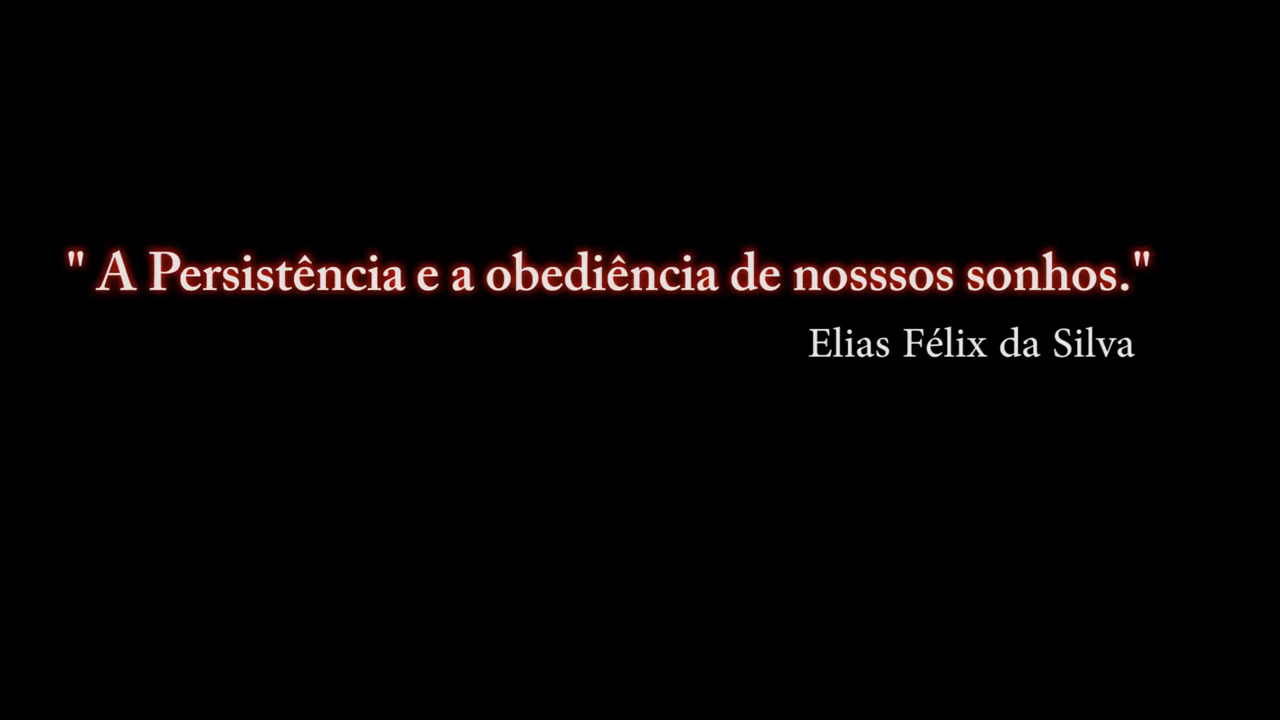 " A Persistência e a obediência de nosssos sonhos."
Elias Félix da Silva